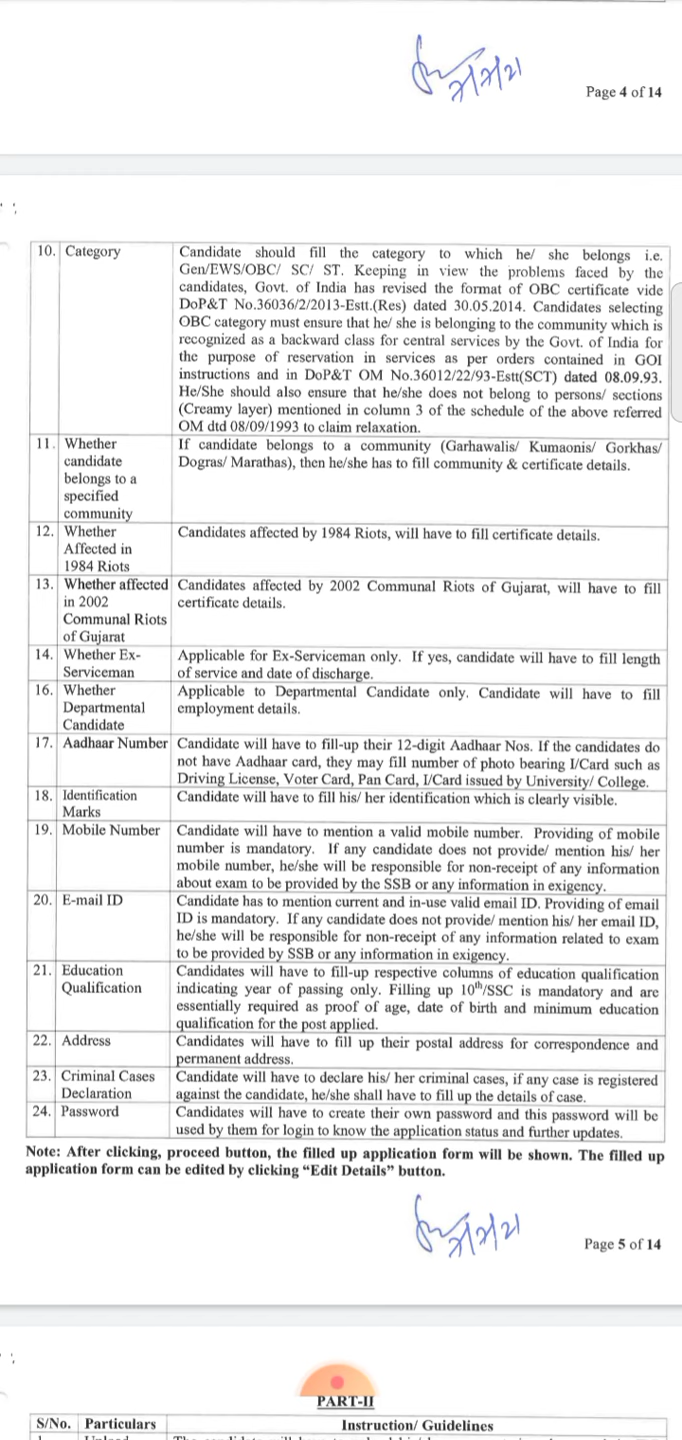 Page 4 of 14
10. Category Candidate should fill the category to which he/ she belongs i.e.
Gen/EWS/OBC/ SC/ ST. Keeping in view the problems faced by the
candidates, Govt. of India has revised the format of OBC certificate vide
DoP&T No.36036/2/2013-Estt.(Res) dated 30.05.2014. Candidates selecting
OBC category must ensure that he/ she is belonging to the community which is
recognized as a backward class for central services by the Govt. of India for
the purpose of reservation in services as per orders contained in GOI
instructions and in DoP&T OM No.36012/22/93-Estt(SCT) dated 08.09.93.
He/She should also ensure that he/she does not belong to persons/ sections
(Creamy layer) mentioned in column 3 of the schedule of the above referred
OM dtd 08/09/1993 to claim relaxation.
11. Whether If candidate belongs to a community (Garhawalis/ Kumaonis/ Gorkhas/
candidate Dogras/ Marathas), then he/she has to fill community & certificate details.
belongs to a
specified
community
12. Whether Candidates affected by 1984 Riots, will have to fill certificate details.
Affected in
1984 Riots
13. Whether affected Candidates affected by 2002 Communal Riots of Gujarat, will have to fill
in 2002 certificate details.
Communal Riots
of Gujarat
14. Whether Ex- Applicable for Ex-Serviceman only. If yes, candidate will have to fill length
Serviceman of service and date of discharge.
16. Whether Applicable to Departmental Candidate only. Candidate will have to fill
Departmental employment details.
Candidate
17. Aadhaar Number Candidate will have to fill-up their 12-digit Aadhaar Nos. If the candidates do
not have Aadhaar card, they may fill number of photo bearing I/Card such as
Driving License, Voter Card, Pan Card, I/Card issued by University/ College.
18. Identification Candidate will have to fill his/ her identification which is clearly visible.
Marks
19. Mobile Number Candidate will have to mention a valid mobile number. Providing of mobile
number is mandatory. If any candidate does not provide/ mention his/ her
mobile number, he/she will be responsible for non-receipt of any information
about exam to be provided by the SSB or any information in exigency.
20. E-mail ID Candidate has to mention current and in-use valid email ID. Providing of email
ID is mandatory. If any candidate does not provide/ mention his/ her email ID,
he/she will be responsible for non-receipt of any information related to exam
to be provided by SSB or any information in exigency.
21. Education Candidates will have to fill-up respective columns of education qualification
Qualification indicating year of passing only. Filling up 10th/SSC is mandatory and are
essentially required as proof of age, date of birth and minimum education
qualification for the post applied.
22. Address Candidates will have to fill up their postal address for correspondence and
permanent address.
23. Criminal Cases Candidate will have to declare his/ her criminal cases, if any case is registered
Declaration against the candidate, he/she shall have to fill up the details of case.
24. Password Candidates will have to create their own password and this password will be
used by them for login to know the application status and further updates.
Note: After clicking, proceed button, the filled up application form will be shown. The filled up
application form can be edited by clicking “Edit Details” button.
Page 5 of 14
PART-II
S/No. Particulars Instruction/ Guidelines